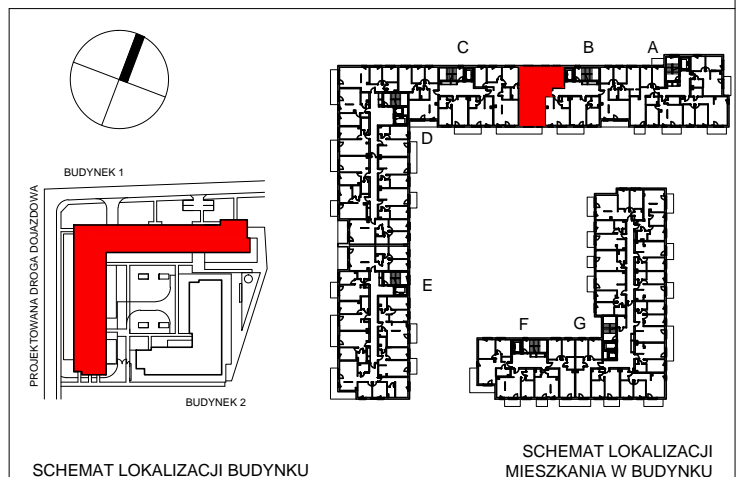 C
B
A
D
E
F
G
BUDYNEK 1
PROJEKTOWANA DROGA DOJAZDOWA
BUDYNEK 2
SCHEMAT LOKALIZACJI BUDYNKU
SCHEMAT LOKALIZACJI
MIESZKANIA W BUDYNKU